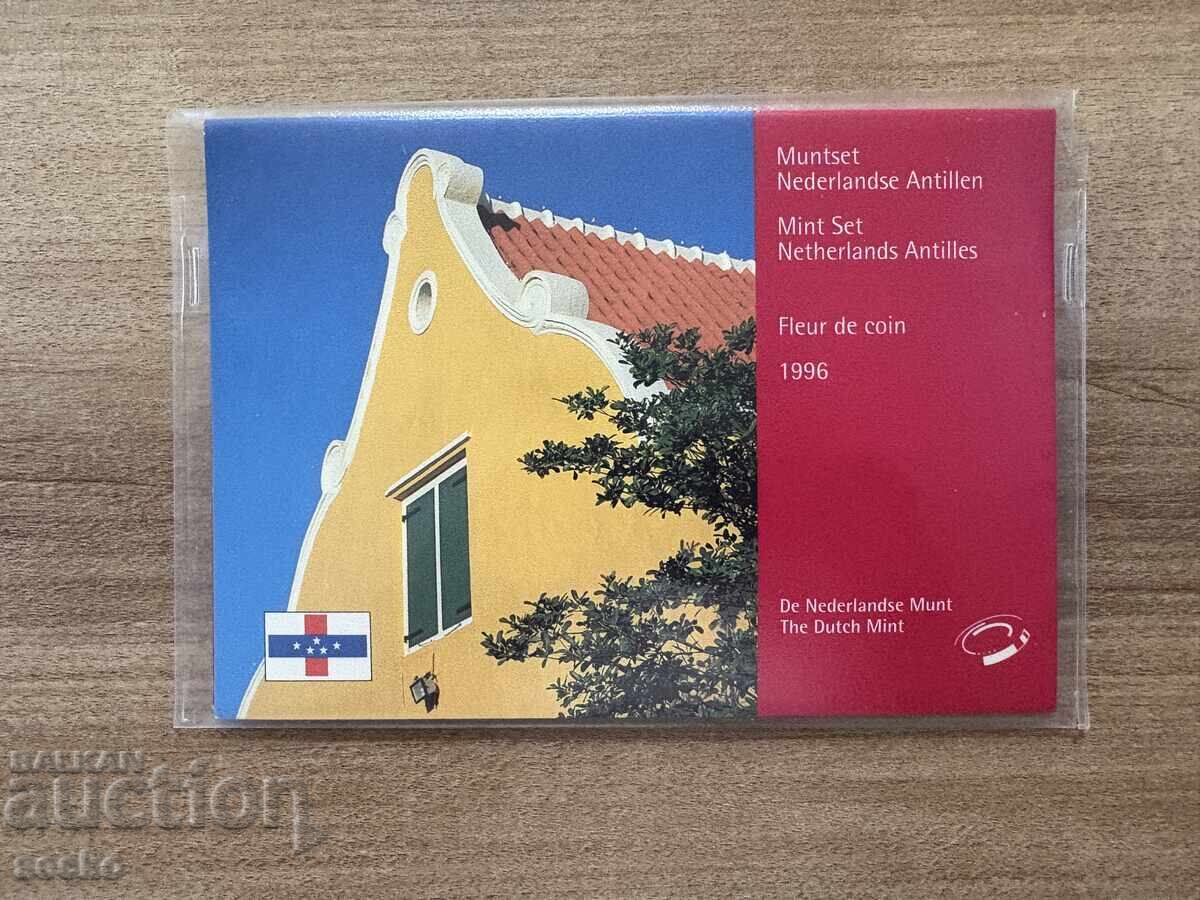 Muntset
Nederlandse Antillen
Mint Set
Netherlands Antilles
Fleur de coin
1996
De Nederlandse Munt
The Dutch Mint
BALKAN
auction
socko